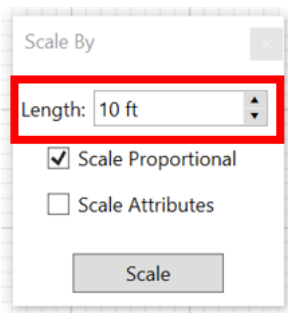 Scale By
Length: 10 ft
Scale Proportional
Scale Attributes
Scale